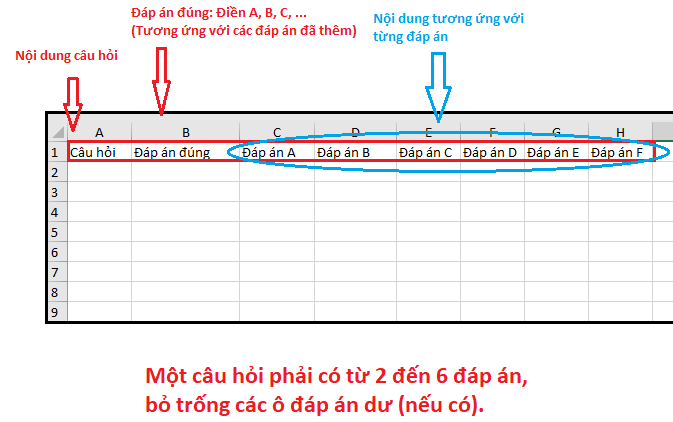 Đáp án đúng: Điền A, B, C, ...
(Tương ứng với các đáp án đã thêm)
Nội dung tương ứng với
từng đáp án
Nội dung câu hỏi
A B C D E F G H
1 Câu hỏi Đáp án đúng Đáp án A Đáp án B Đáp án C Đáp án D Đáp án E Đáp án F
2
3
4
5
6
7
8
9
Một câu hỏi phải có từ 2 đến 6 đáp án,
bỏ trống các ô đáp án dư (nếu có).